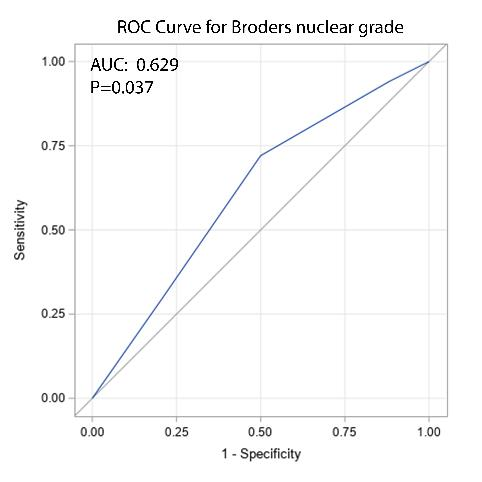 ROC Curve for Broders nuclear grade
AUC: 0.629
P=0.037
1.00
0.75
0.50
0.25
0.00
Sensitivity
0.00 0.25 0.50 0.75 1.00
1 - Specificity